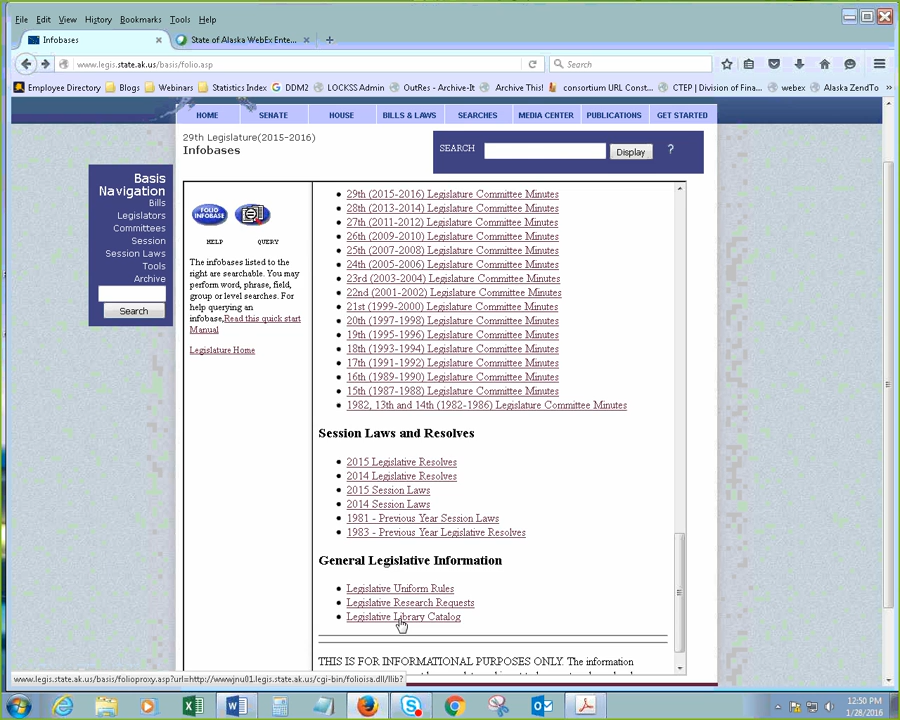 File Edit View History Bookmarks Tools Help
Infobases × State of Alaska WebEx Ente... × +
www.legis.state.ak.us/basis/folio.asp Search
Employee Directory Blogs Webinars Statistics Index DDM2 LOCKSS Admin OutRes - Archive-It Archive This! consortium URL Const... CTEP | Division of Fina... webex Alaska ZendTo
HOME SENATE HOUSE BILLS & LAWS SEARCHES MEDIA CENTER PUBLICATIONS GET STARTED
29th Legislature(2015-2016)
Infobases
SEARCH Display ?
Basis
Navigation
Bills
Legislators
Committees
Session
Session Laws
Tools
Archive
Search
FOLIO
INFOBASE
HELP QUERY
The infobases listed to the
right are searchable. You may
perform word, phrase, field,
group or level searches. For
help querying an
infobase,Read this quick start
Manual
Legislature Home
29th (2015-2016) Legislature Committee Minutes
28th (2013-2014) Legislature Committee Minutes
27th (2011-2012) Legislature Committee Minutes
26th (2009-2010) Legislature Committee Minutes
25th (2007-2008) Legislature Committee Minutes
24th (2005-2006) Legislature Committee Minutes
23rd (2003-2004) Legislature Committee Minutes
22nd (2001-2002) Legislature Committee Minutes
21st (1999-2000) Legislature Committee Minutes
20th (1997-1998) Legislature Committee Minutes
19th (1995-1996) Legislature Committee Minutes
18th (1993-1994) Legislature Committee Minutes
17th (1991-1992) Legislature Committee Minutes
16th (1989-1990) Legislature Committee Minutes
15th (1987-1988) Legislature Committee Minutes
1982, 13th and 14th (1982-1986) Legislature Committee Minutes
Session Laws and Resolves
2015 Legislative Resolves
2014 Legislative Resolves
2015 Session Laws
2014 Session Laws
1981 - Previous Year Session Laws
1983 - Previous Year Legislative Resolves
General Legislative Information
Legislative Uniform Rules
Legislative Research Requests
Legislative Library Catalog
THIS IS FOR INFORMATIONAL PURPOSES ONLY. The information
www.legis.state.ak.us/basis/folioproxy.asp?url=http://wwwjnu01.legis.state.ak.us/cgi-bin/folioisa.dll/llib?
12:50 PM
1/28/2016